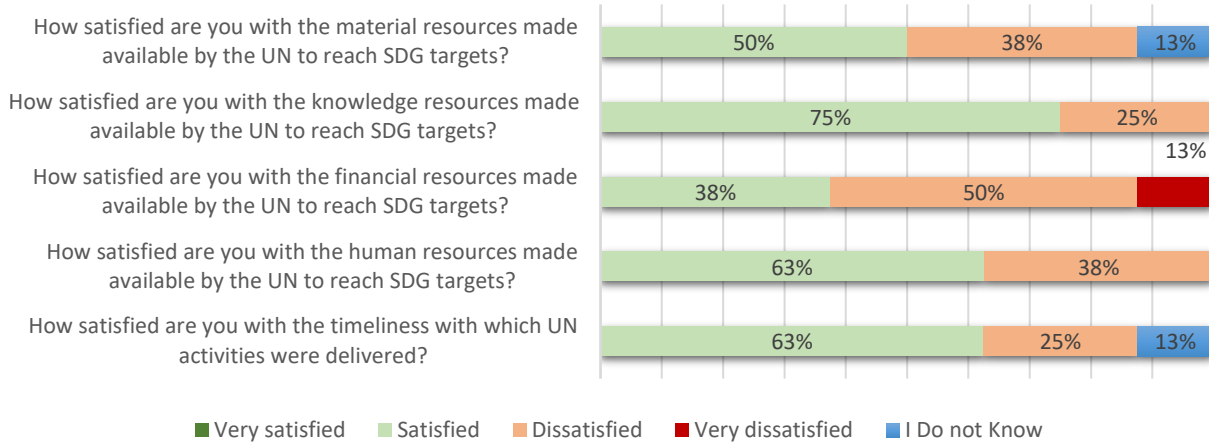 How satisfied are you with the material resources made
available by the UN to reach SDG targets?
50%
38%
13%
How satisfied are you with the knowledge resources made
available by the UN to reach SDG targets?
75%
25%
13%
How satisfied are you with the financial resources made
available by the UN to reach SDG targets?
38%
50%
How satisfied are you with the human resources made
available by the UN to reach SDG targets?
63%
38%
How satisfied are you with the timeliness with which UN
activities were delivered?
63%
25%
13%
Very satisfied
Satisfied
Dissatisfied
Very dissatisfied
I Do not Know